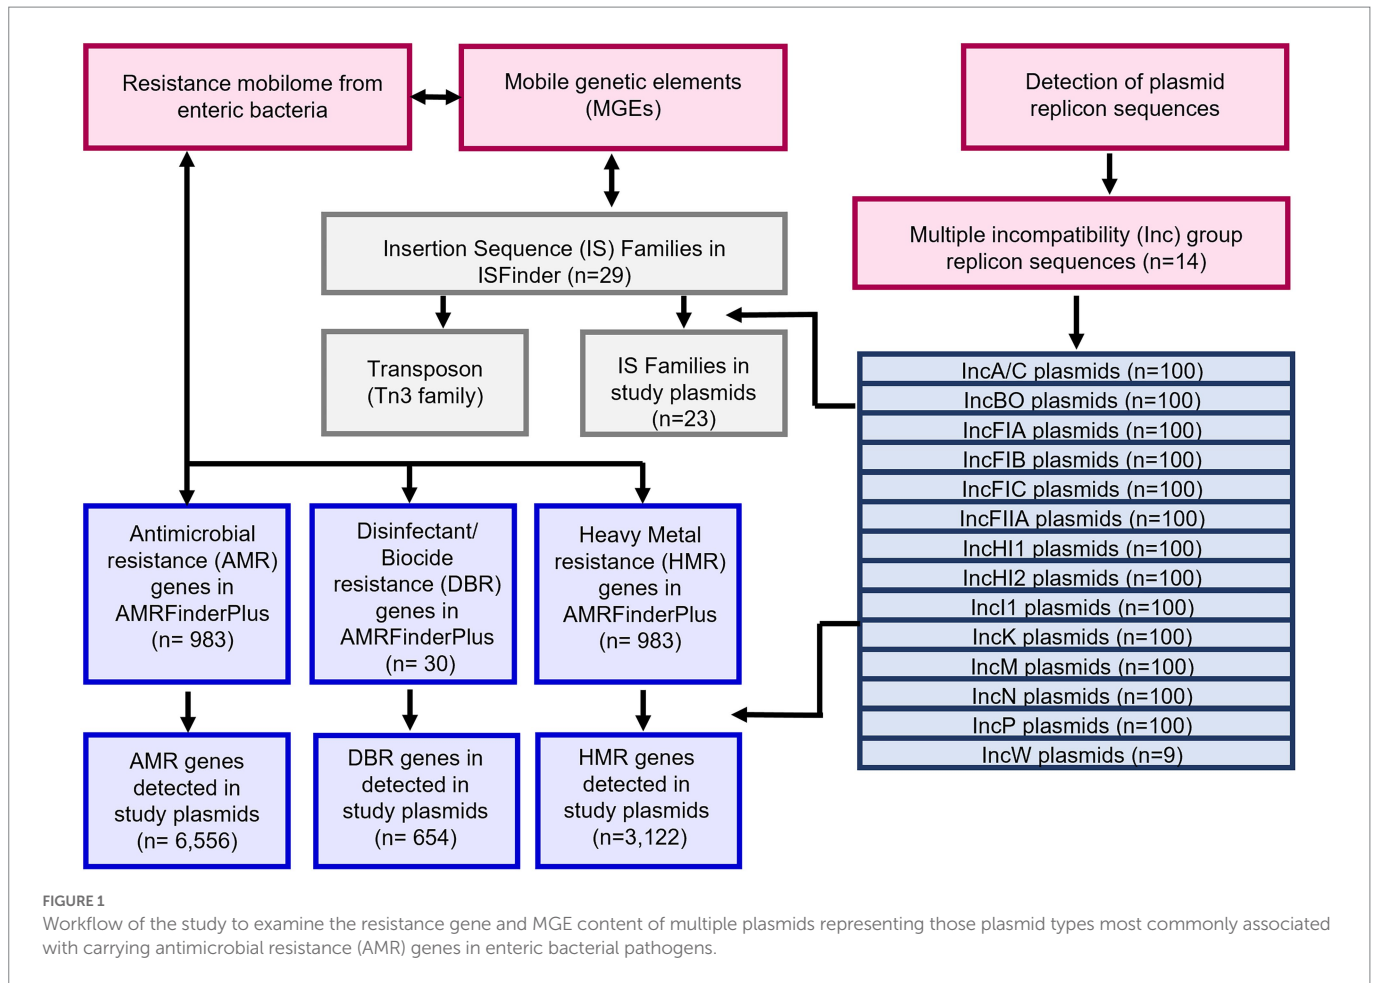 Resistance mobilome from
enteric bacteria
Mobile genetic elements
(MGEs)
Detection of plasmid
replicon sequences
Insertion Sequence (IS) Families in
ISFinder (n=29)
Multiple incompatibility (Inc) group
replicon sequences (n=14)
Transposon
(Tn3 family)
IS Families in
study plasmids
(n=23)
IncA/C plasmids (n=100)
IncBO plasmids (n=100)
IncFIA plasmids (n=100)
IncFIB plasmids (n=100)
IncFIC plasmids (n=100)
IncFIIA plasmids (n=100)
IncHI1 plasmids (n=100)
IncHI2 plasmids (n=100)
IncI1 plasmids (n=100)
IncK plasmids (n=100)
IncM plasmids (n=100)
IncN plasmids (n=100)
IncP plasmids (n=100)
IncW plasmids (n=9)
Antimicrobial
resistance (AMR)
genes in
AMRFinderPlus
(n= 983)
Disinfectant/
Biocide
resistance (DBR)
genes in
AMRFinderPlus
(n= 30)
Heavy Metal
resistance (HMR)
genes in
AMRFinderPlus
(n= 983)
AMR genes
detected in
study plasmids
(n= 6,556)
DBR genes in
detected in
study plasmids
(n= 654)
HMR genes
detected in
study plasmids
(n=3,122)
FIGURE 1
Workflow of the study to examine the resistance gene and MGE content of multiple plasmids representing those plasmid types most commonly associated
with carrying antimicrobial resistance (AMR) genes in enteric bacterial pathogens.